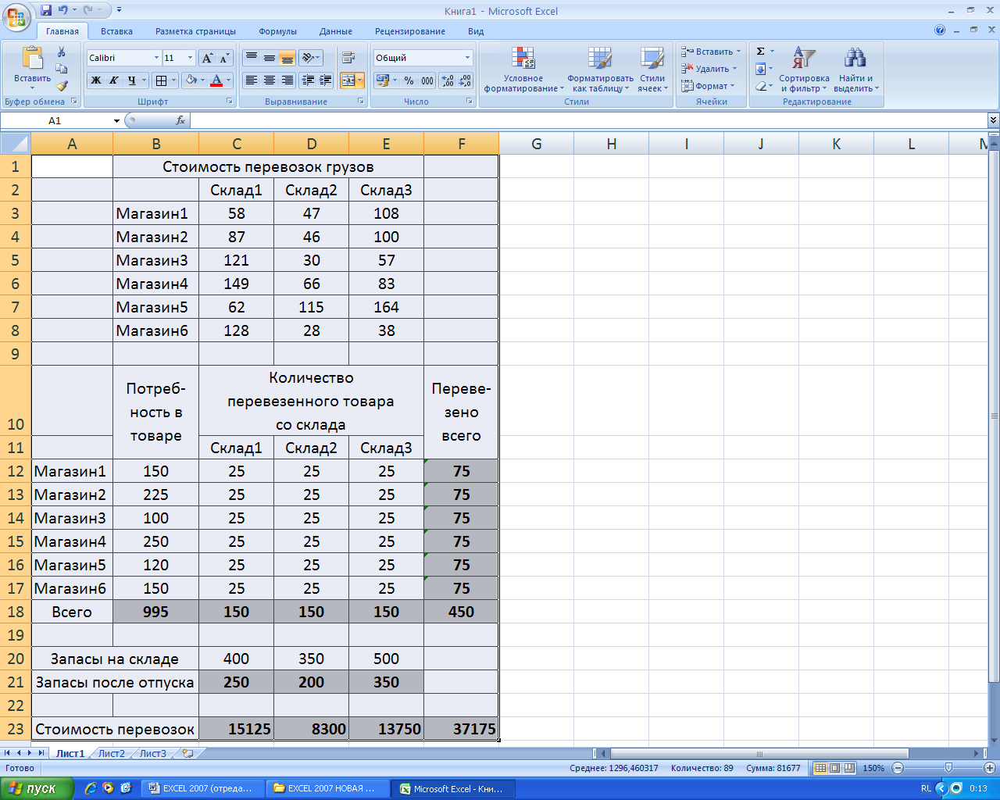 Книга1 - Microsoft Excel
Главная Вставка Разметка страницы Формулы Данные Рецензирование Вид
Вставить
Буфер обмена
Calibri 11
Ж К Ч А
Шрифт
Выравнивание
Общий
% 000
Число
Условное форматирование
Форматировать как таблицу
Стили ячеек
Стили
Вставить
Удалить
Формат
Ячейки
Σ
Сортировка и фильтр
Найти и выделить
Редактирование
A1 fx
A B C D E F G H I J K L M
1 Стоимость перевозок грузов
2 Склад1 Склад2 Склад3
3 Магазин1 58 47 108
4 Магазин2 87 46 100
5 Магазин3 121 30 57
6 Магазин4 149 66 83
7 Магазин5 62 115 164
8 Магазин6 128 28 38
9
10 Потреб-
ность в
товаре
Количество
перевезенного товара
со склада
Переве-
зено
всего
11 Склад1 Склад2 Склад3
12 Магазин1 150 25 25 25 75
13 Магазин2 225 25 25 25 75
14 Магазин3 100 25 25 25 75
15 Магазин4 250 25 25 25 75
16 Магазин5 120 25 25 25 75
17 Магазин6 150 25 25 25 75
18 Всего 995 150 150 150 450
19
20 Запасы на складе 400 350 500
21 Запасы после отпуска 250 200 350
22
23 Стоимость перевозок 15125 8300 13750 37175
Лист1 Лист2 Лист3
Готово Среднее: 1296,460317 Количество: 89 Сумма: 81677 150%
пуск EXCEL 2007 (отреда... EXCEL 2007 НОВАЯ ... Microsoft Excel - Кни... RL 0:13